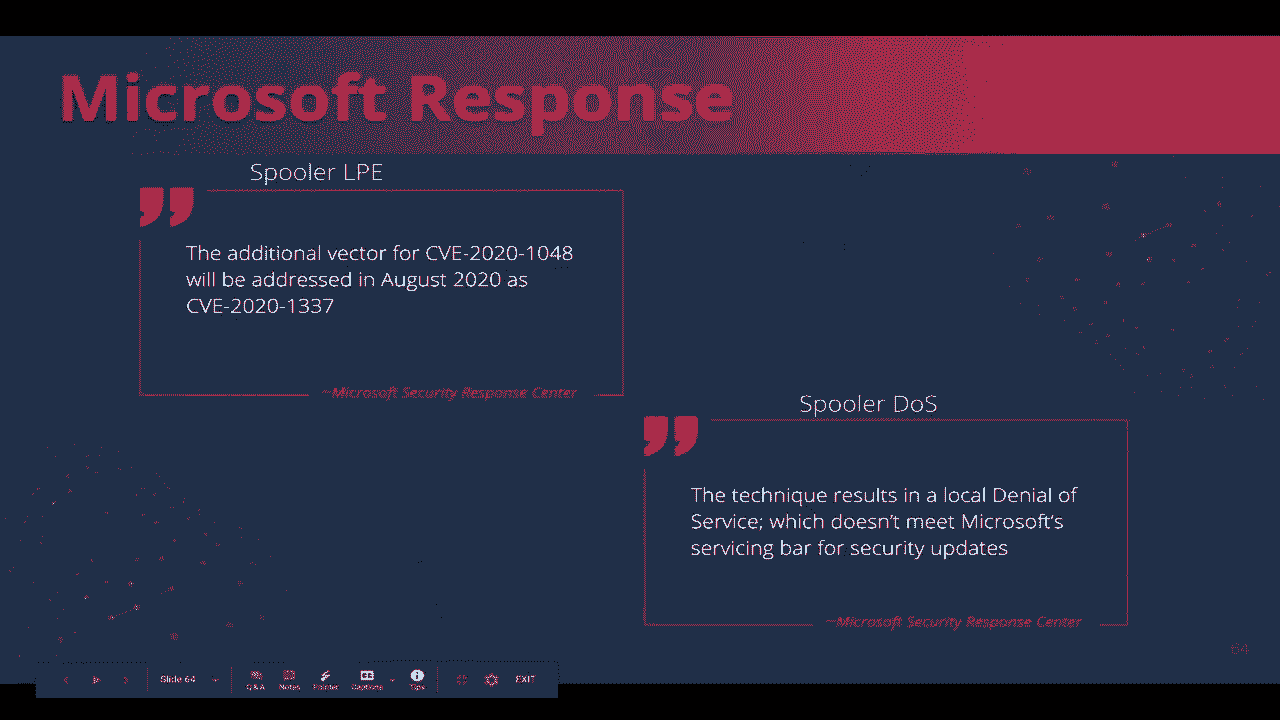 Microsoft Response
Spooler LPE
The additional vector for CVE-2020-1048
will be addressed in August 2020 as
CVE-2020-1337
~Microsoft Security Response Center
Spooler DoS
The technique results in a local Denial of
Service; which doesn't meet Microsoft's
servicing bar for security updates
~Microsoft Security Response Center
64
Slide 64
Q&A Notes Pointer Captions Tips EXIT